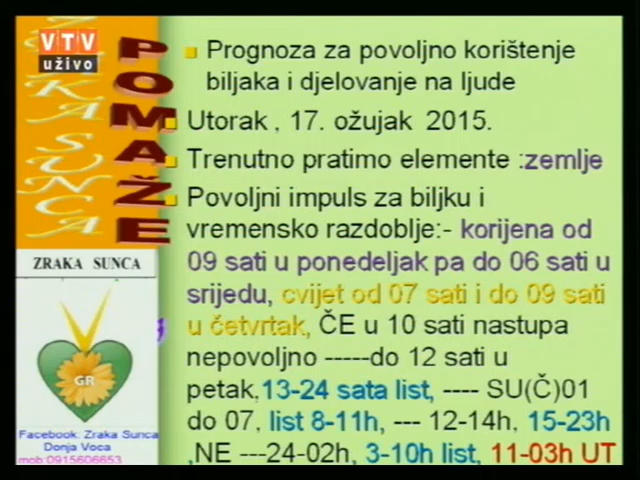 VTV
uživo
ZRAKA SUNCA
POMAŽE
Prognoza za povoljno korištenje
biljaka i djelovanje na ljude
Utorak , 17. ožujak 2015.
Trenutno pratimo elemente :zemlje
Povoljni impuls za biljku i
vremensko razdoblje:- korijena od
09 sati u ponedeljak pa do 06 sati u
srijedu, cvijet od 07 sati i do 09 sati
u četvrtak, ČE u 10 sati nastupa
nepovoljno -----do 12 sati u
petak,13-24 sata list, ---- SU(Č)01
do 07, list 8-11h, --- 12-14h, 15-23h
,NE ---24-02h, 3-10h list, 11-03h UT
ZRAKA SUNCA
GR
Facebook: Zraka Sunca
Donja Voca
mob:0915606653